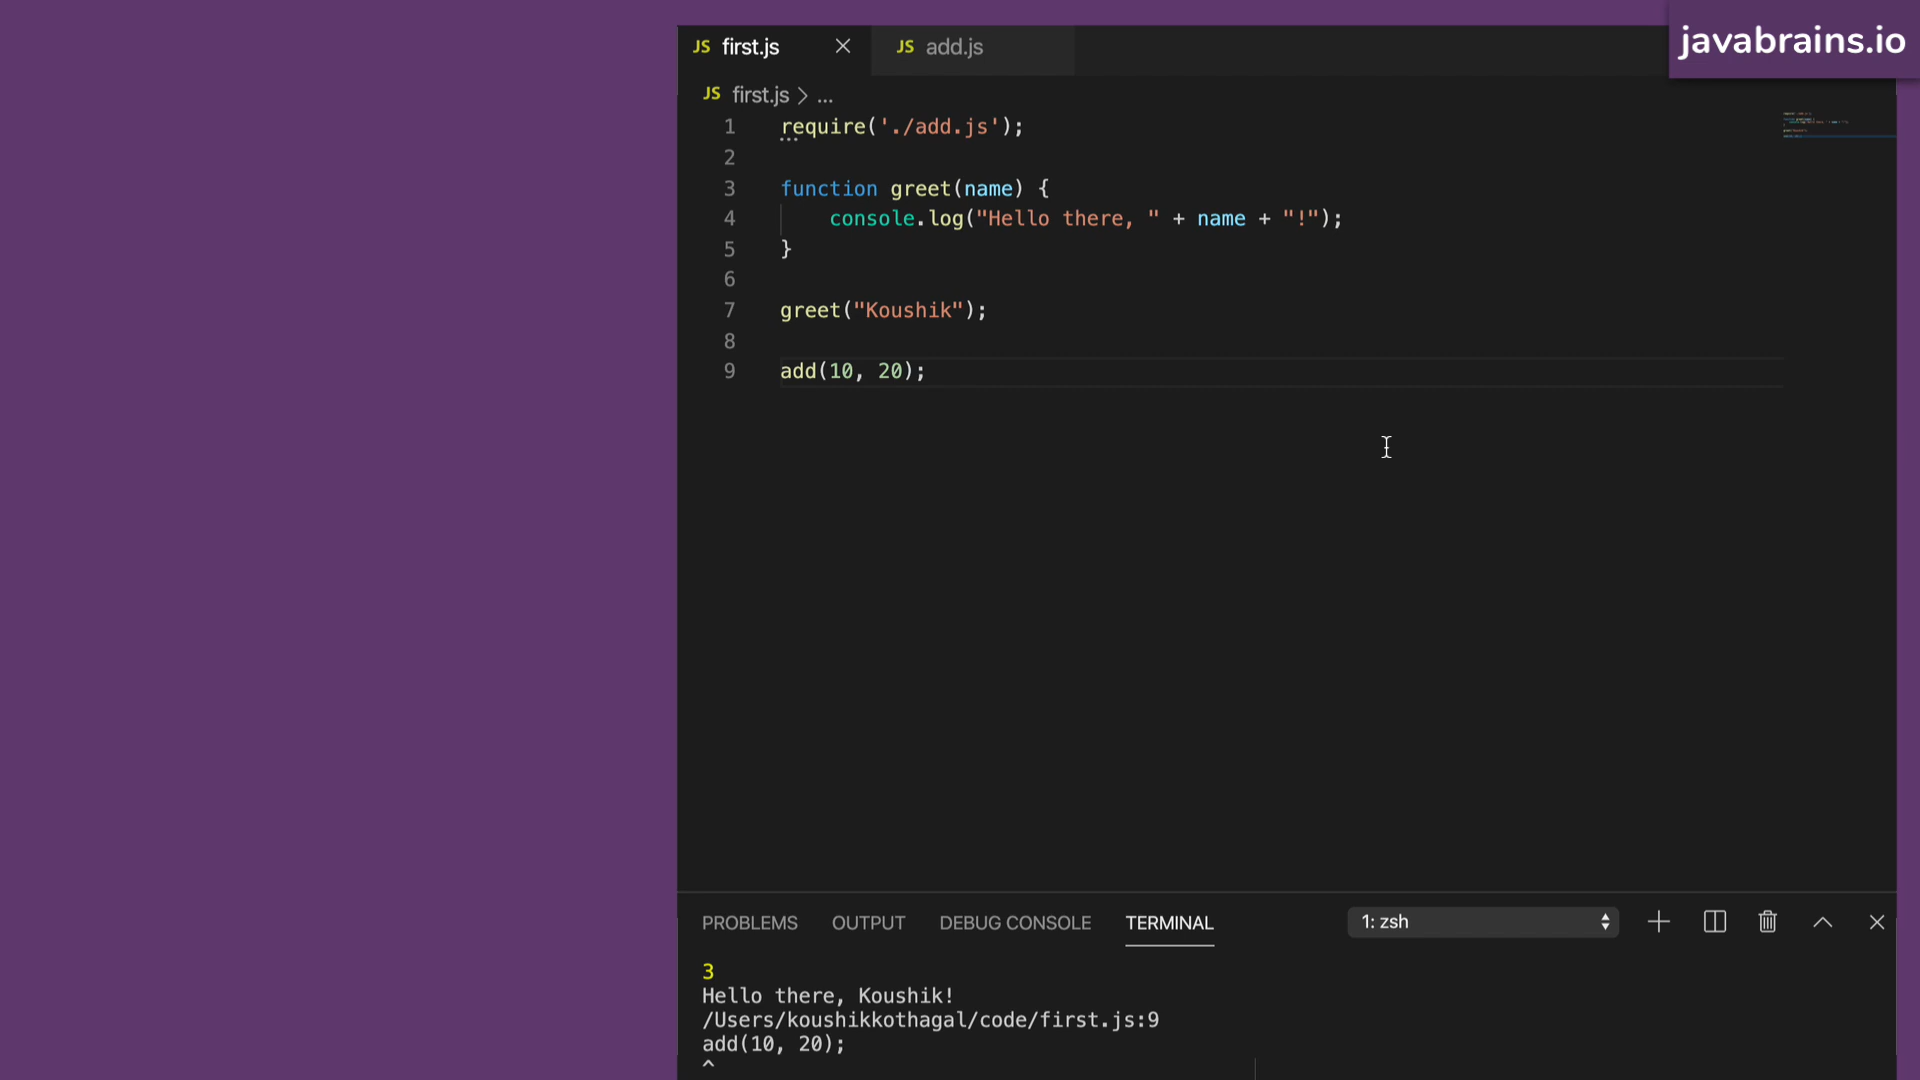 JS first.js
JS add.js
javabrains.io
JS first.js > ...
1 require('./add.js');
2
3 function greet(name) {
4 console.log("Hello there, " + name + "!");
5 }
6
7 greet("Koushik");
8
9 add(10, 20);
PROBLEMS OUTPUT DEBUG CONSOLE TERMINAL 1: zsh
3
Hello there, Koushik!
/Users/koushikkothagal/code/first.js:9
add(10, 20);
^